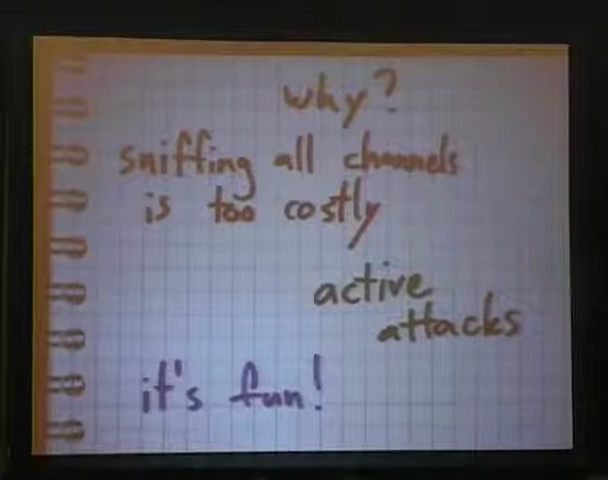 why?
sniffing all channels
is too costly
active
attacks
it's fun!